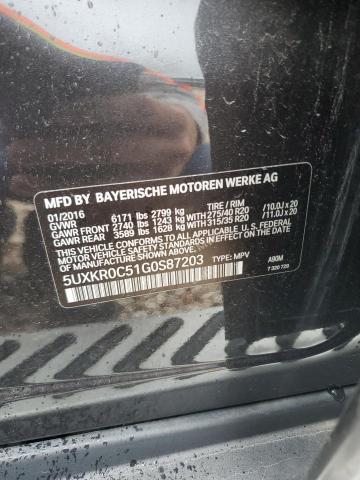 MFD BY BAYERISCHE MOTOREN WERKE AG
01/2016 TIRE / RIM
GVWR 6171 lbs 2799 kg
GAWR FRONT 2740 lbs 1243 kg WITH 275/40 R20 /10.0J x 20
GAWR REAR 3589 lbs 1628 kg WITH 315/35 R20 /11.0J x 20
THIS VEHICLE CONFORMS TO ALL APPLICABLE U.S. FEDERAL
MOTOR VEHICLE SAFETY STANDARDS IN EFFECT ON THE DATE OF MANUFACTURE SHOWN ABOVE.
5UXKR0C51G0S87203 TYPE: MPV A90M
7 320 720